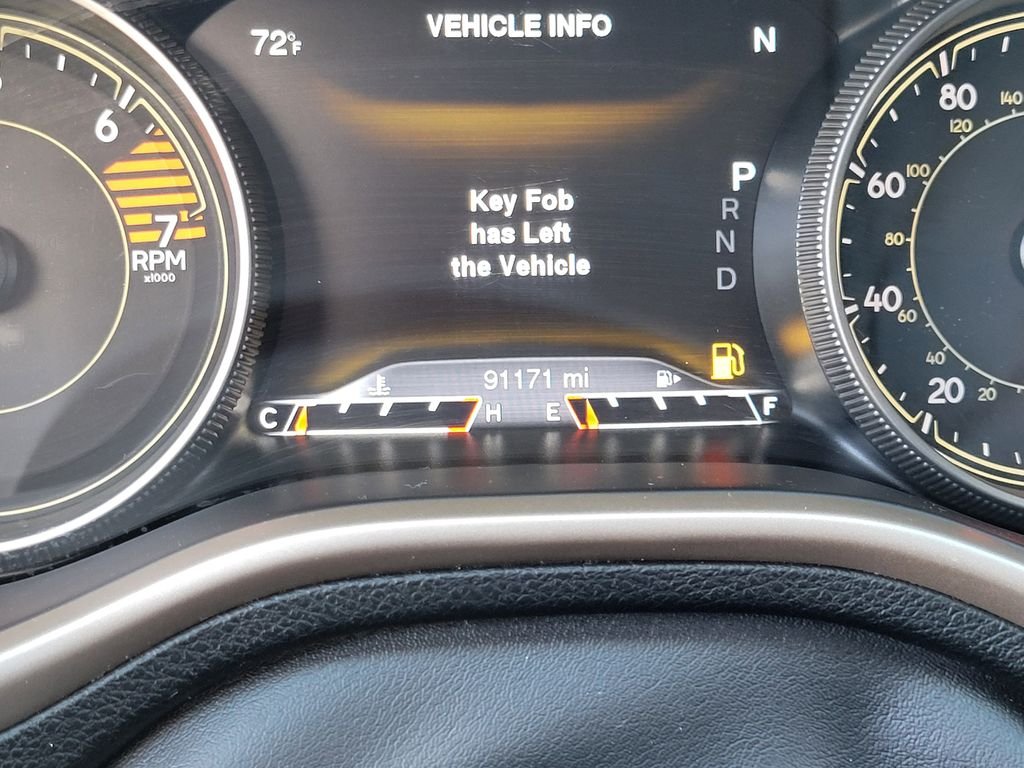 VEHICLE INFO
72°F
N
Key Fob
has Left
the Vehicle
P
R
N
D
91171 mi
C
H
E
F
6
7
RPM
x1000
80
60
40
20
140
120
100
80
60
40
20